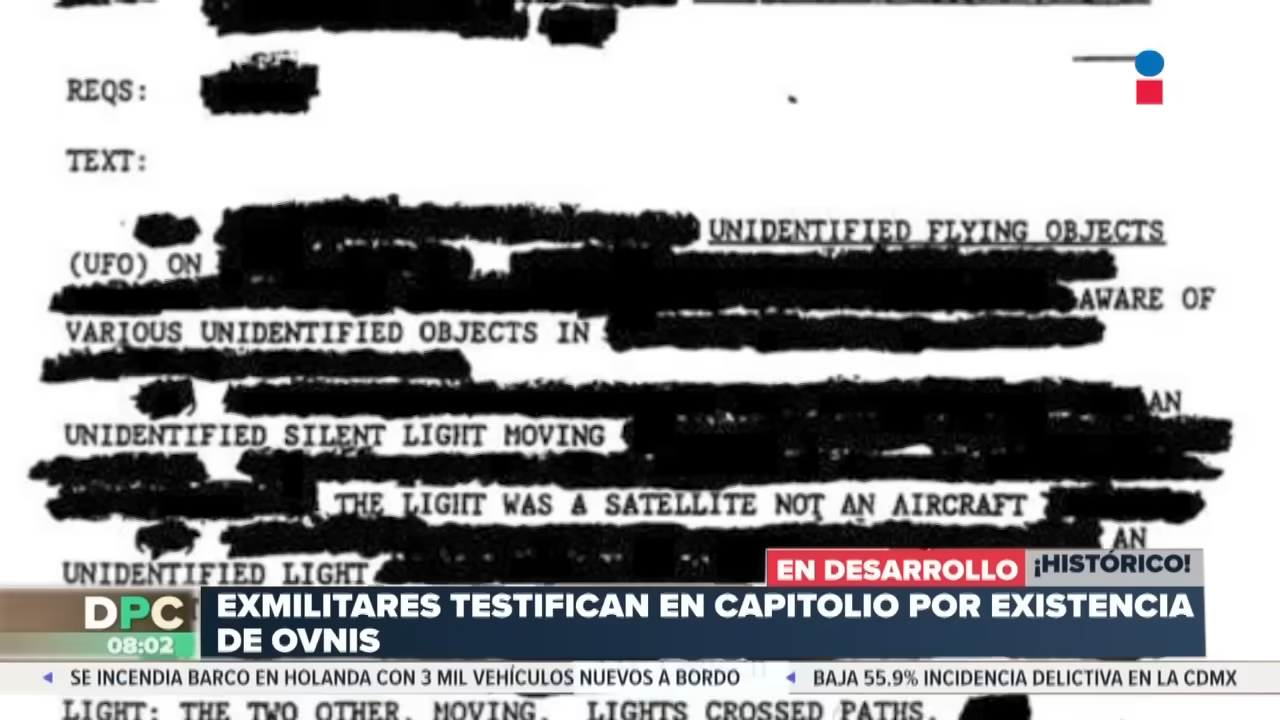 REQS:
TEXT:
UNIDENTIFIED FLYING OBJECTS
(UFO) ON
AWARE OF
VARIOUS UNIDENTIFIED OBJECTS IN
AN
UNIDENTIFIED SILENT LIGHT MOVING
THE LIGHT WAS A SATELLITE NOT AN AIRCRAFT
AN
UNIDENTIFIED LIGHT
EN DESARROLLO ¡HISTÓRICO!
DPC
08:02
EXMILITARES TESTIFICAN EN CAPITOLIO POR EXISTENCIA
DE OVNIS
SE INCENDIA BARCO EN HOLANDA CON 3 MIL VEHÍCULOS NUEVOS A BORDO
BAJA 55.9% INCIDENCIA DELICTIVA EN LA CDMX
LIGHT: THE TWO OTHER, MOVING. LIGHTS CROSSED PATHS.